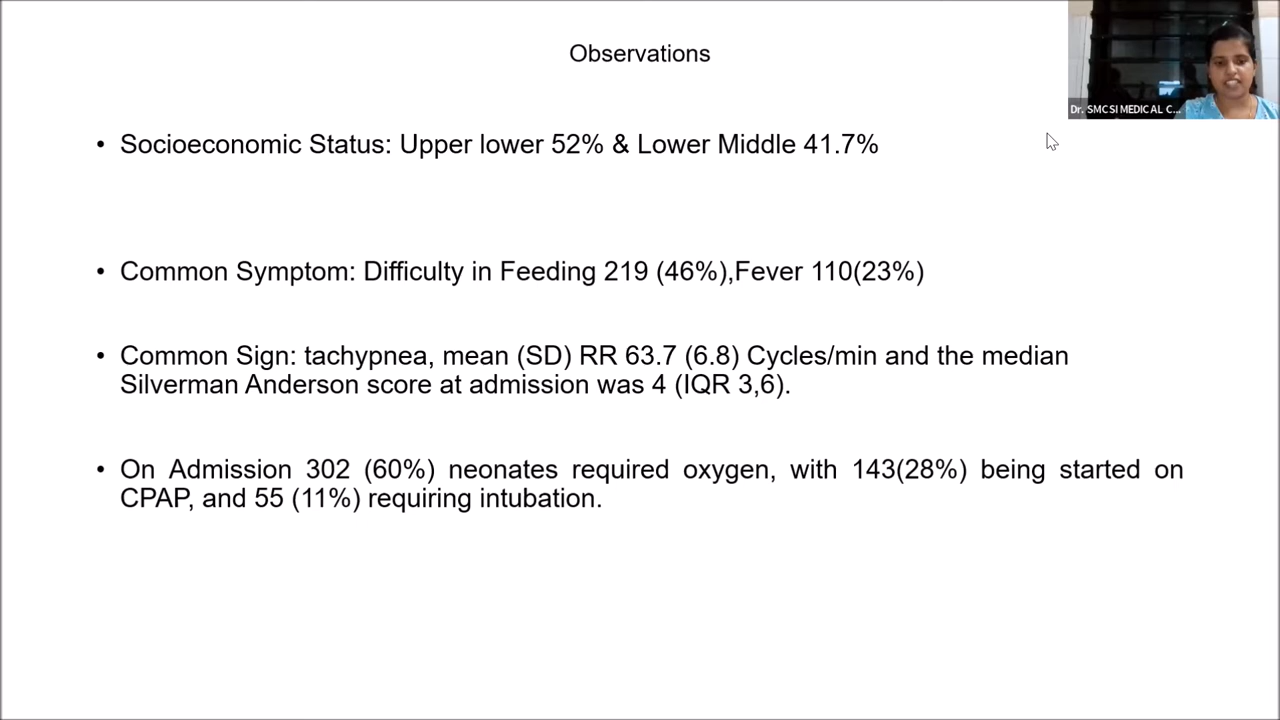 Observations
Dr. SMCSI MEDICAL C...
• Socioeconomic Status: Upper lower 52% & Lower Middle 41.7%
• Common Symptom: Difficulty in Feeding 219 (46%),Fever 110(23%)
• Common Sign: tachypnea, mean (SD) RR 63.7 (6.8) Cycles/min and the median
Silverman Anderson score at admission was 4 (IQR 3,6).
• On Admission 302 (60%) neonates required oxygen, with 143(28%) being started on
CPAP, and 55 (11%) requiring intubation.